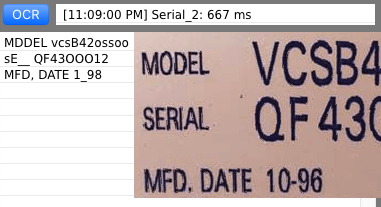 OCR [11:09:00 PM] Serial_2: 667 ms
MDDEL vcsB42ossoo
sE__ QF43OOO12
MFD, DATE 1_98
MODEL VCSB4
SERIAL QF430
MFD. DATE 10-96